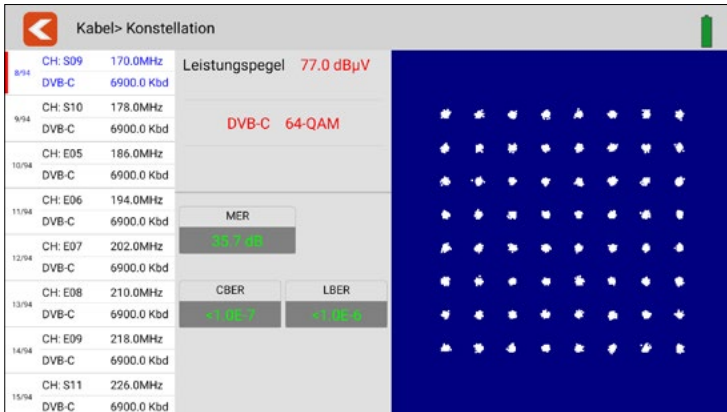 Kabel> Konstellation
8/94 CH: S09 170.0MHz
DVB-C 6900.0 Kbd
9/94 CH: S10 178.0MHz
DVB-C 6900.0 Kbd
10/94 CH: E05 186.0MHz
DVB-C 6900.0 Kbd
11/94 CH: E06 194.0MHz
DVB-C 6900.0 Kbd
12/94 CH: E07 202.0MHz
DVB-C 6900.0 Kbd
13/94 CH: E08 210.0MHz
DVB-C 6900.0 Kbd
14/94 CH: E09 218.0MHz
DVB-C 6900.0 Kbd
15/94 CH: S11 226.0MHz
DVB-C 6900.0 Kbd
Leistungspegel 77.0 dBµV
DVB-C 64-QAM
MER
35.7 dB
CBER LBER
<1.0E-7 <1.0E-6